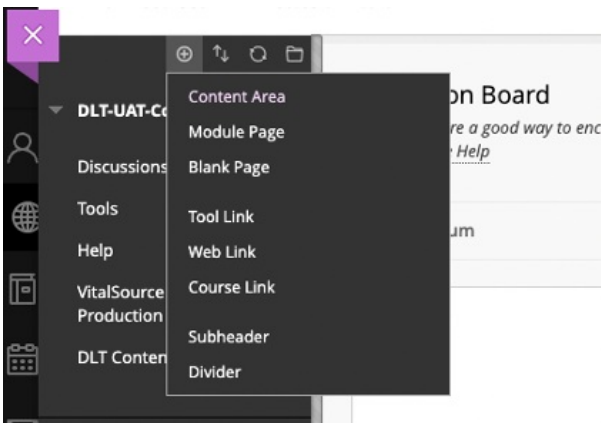 DLT-UAT-Co
Discussions
Tools
Help
VitalSource
Production
DLT Conten
Content Area
Module Page
Blank Page
Tool Link
Web Link
Course Link
Subheader
Divider
on Board
re a good way to enc
Help
um